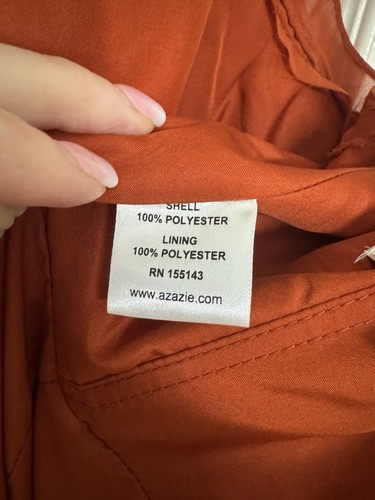 SHELL
100% POLYESTER
LINING
100% POLYESTER
RN 155143
www.azazie.com